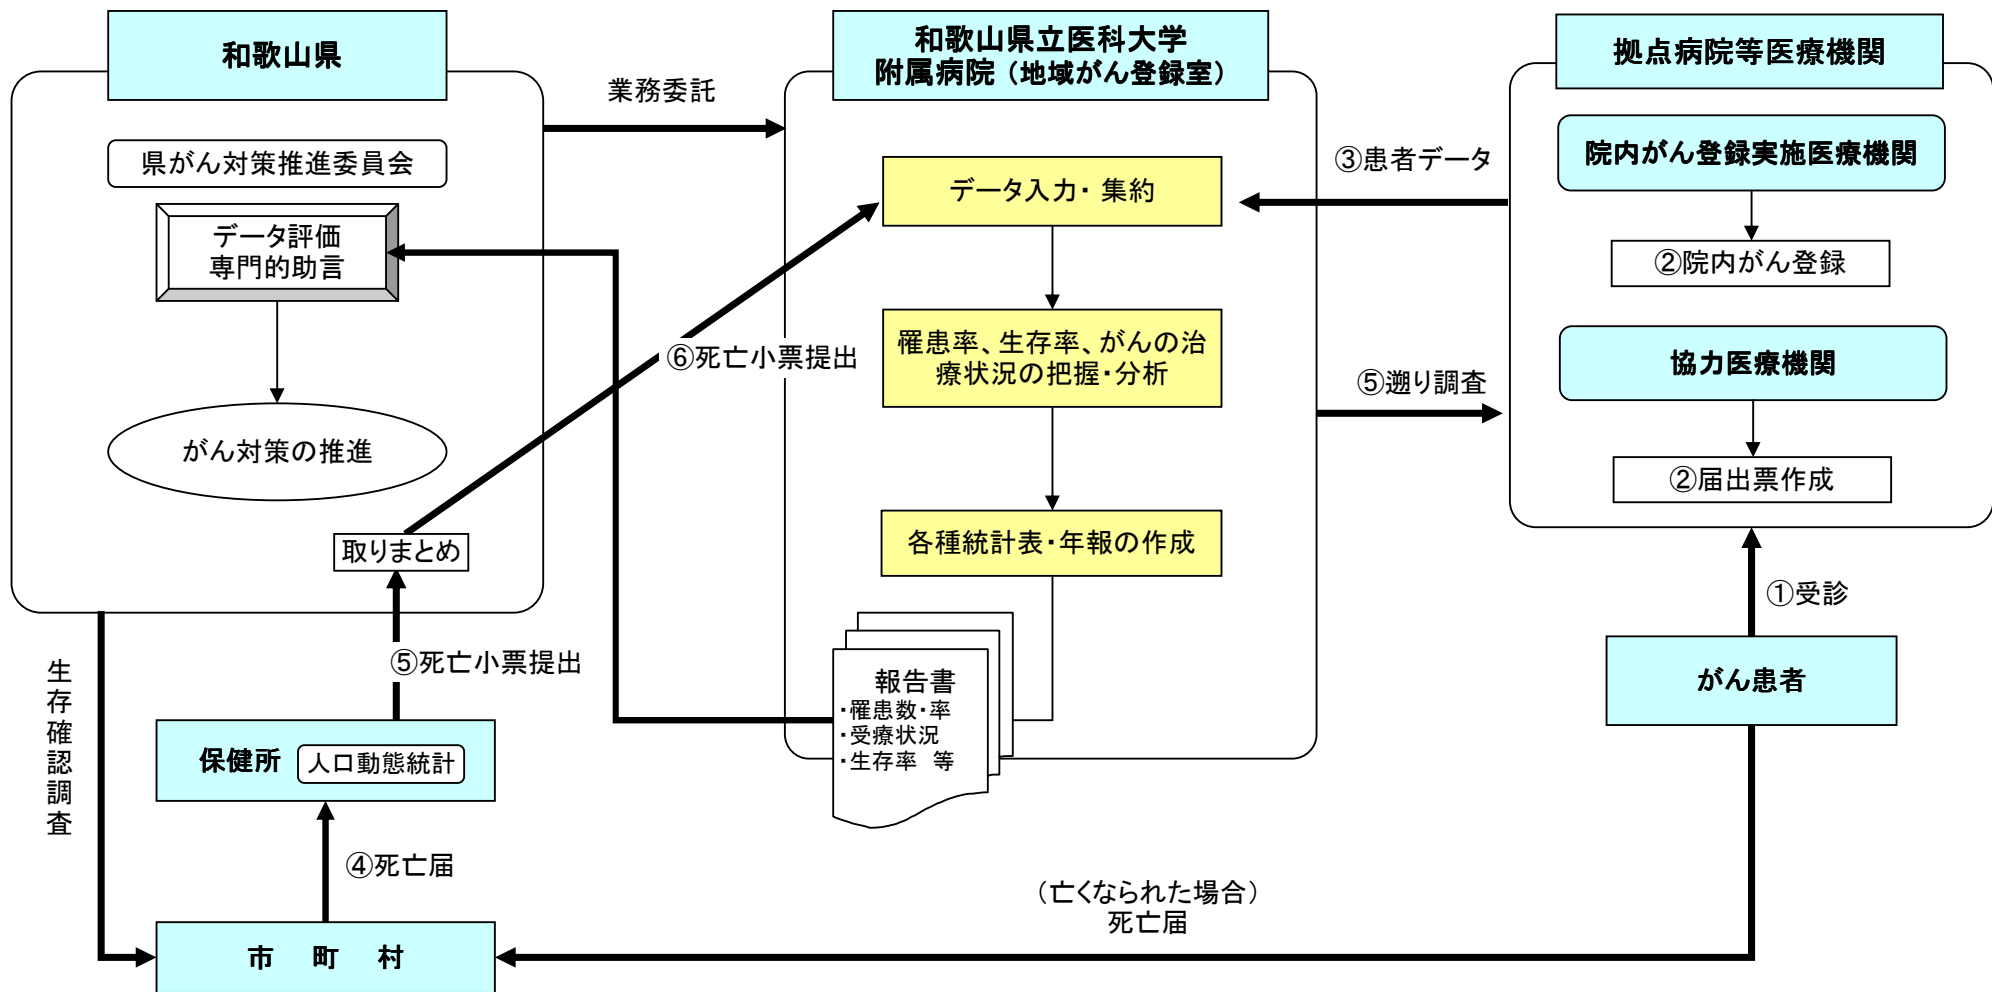 和歌山県
県がん対策推進委員会
データ評価
専門的助言
がん対策の推進
取りまとめ
業務委託
和歌山県立医科大学
附属病院（地域がん登録室）
データ入力・ 集約
罹患率、生存率、がんの治
療状況の把握・分析
各種統計表・年報の作成
報告書
・罹患数・率
・受療状況
・生存率 等
拠点病院等医療機関
院内がん登録実施医療機関
②院内がん登録
協力医療機関
②届出票作成
③患者データ
⑤遡り調査
⑥死亡小票提出
①受診
がん患者
⑤死亡小票提出
生存確認調査
保健所
人口動態統計
④死亡届
（亡くなられた場合）
死亡届
市 町 村